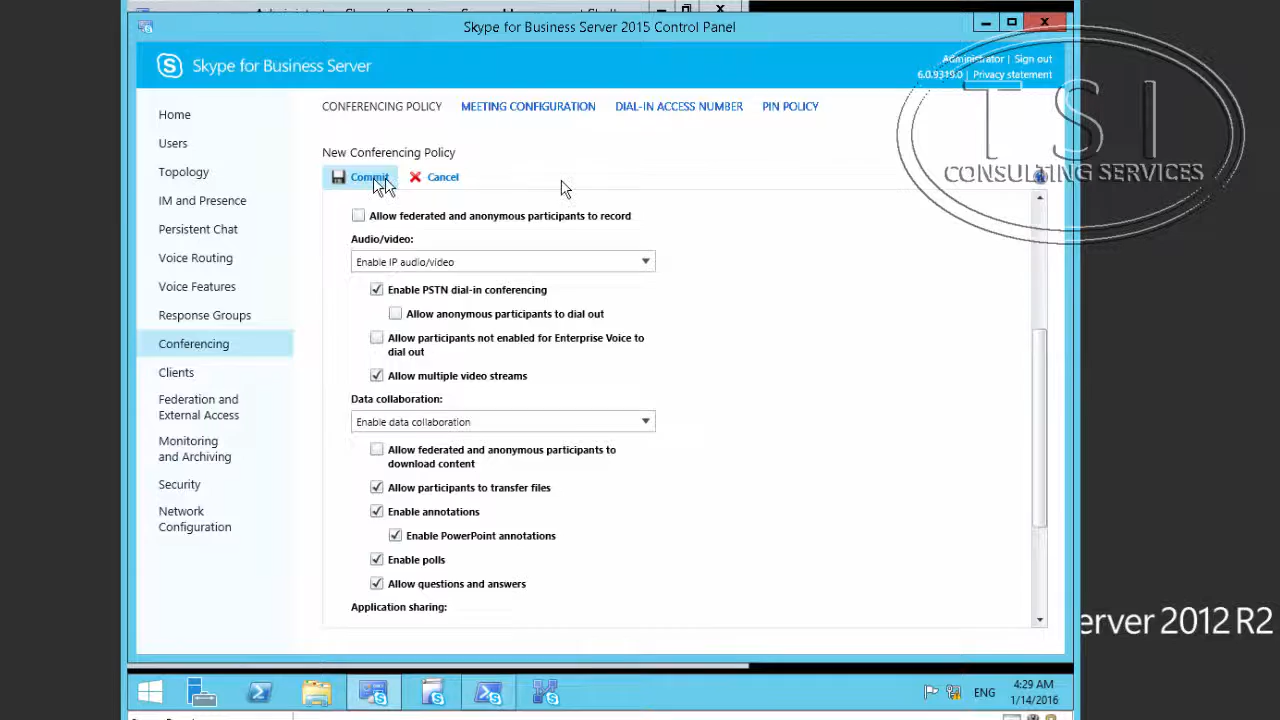 Skype for Business Server 2015 Control Panel
Skype for Business Server
Administrator | Sign out
6.0.9319.0 | Privacy statement
TSI
CONSULTING SERVICES
Home
Users
Topology
IM and Presence
Persistent Chat
Voice Routing
Voice Features
Response Groups
Conferencing
Clients
Federation and
External Access
Monitoring
and Archiving
Security
Network
Configuration
CONFERENCING POLICY
MEETING CONFIGURATION
DIAL-IN ACCESS NUMBER
PIN POLICY
New Conferencing Policy
Commit
Cancel
Allow federated and anonymous participants to record
Audio/video:
Enable IP audio/video
Enable PSTN dial-in conferencing
Allow anonymous participants to dial out
Allow participants not enabled for Enterprise Voice to
dial out
Allow multiple video streams
Data collaboration:
Enable data collaboration
Allow federated and anonymous participants to
download content
Allow participants to transfer files
Enable annotations
Enable PowerPoint annotations
Enable polls
Allow questions and answers
Application sharing:
erver 2012 R2
ENG
4:29 AM
1/14/2016